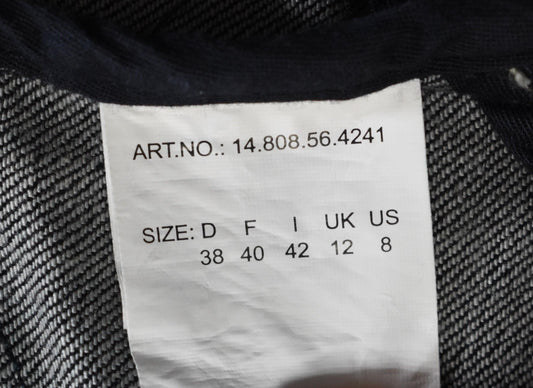 ART.NO.: 14.808.56.4241
SIZE: D F I UK US
38 40 42 12 8